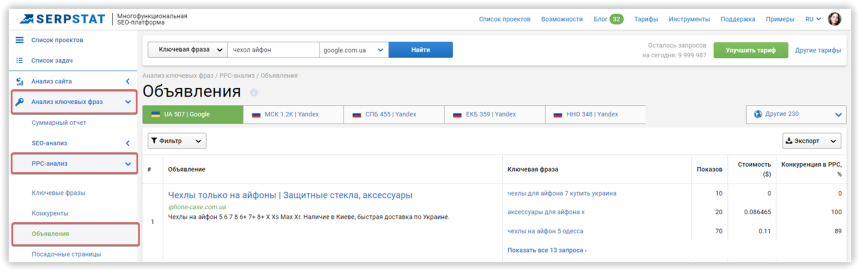 SERPSTAT Многофункциональная SEO-платформа
Список проектов Возможности Блог 32 Тарифы Инструменты Поддержка Примеры RU
Список проектов
Список задач
Анализ сайта
Анализ ключевых фраз
Суммарный отчет
SEO-анализ
PPC-анализ
Ключевые фразы
Конкуренты
Объявления
Посадочные страницы
Ключевая фраза чехол айфон google.com.ua Найти
Осталось запросов
на сегодня: 9 999 987
Улучшить тариф Другие тарифы
Анализ ключевых фраз / PPC-анализ / Объявления
Объявления
UA 507 | Google МСК 1.2K | Yandex СПБ 455 | Yandex ЕКБ 359 | Yandex ННО 348 | Yandex Другие 230
Фильтр Экспорт
# Объявление Ключевая фраза Показов Стоимость ($) Конкуренция в PPC, %
1
Чехлы только на айфоны | Защитные стекла, аксессуары
iphone-case.com.ua
Чехлы на айфон 5 6 7 8 6+ 7+ 8+ X Xs Max Xr. Наличие в Киеве, быстрая доставка по Украине.
чехлы для айфона 7 купить украина 10 0 0
аксессуары для айфона x 20 0.086465 100
чехлы на айфон 5 одесса 70 0.11 89
Показать все 13 запроса ›